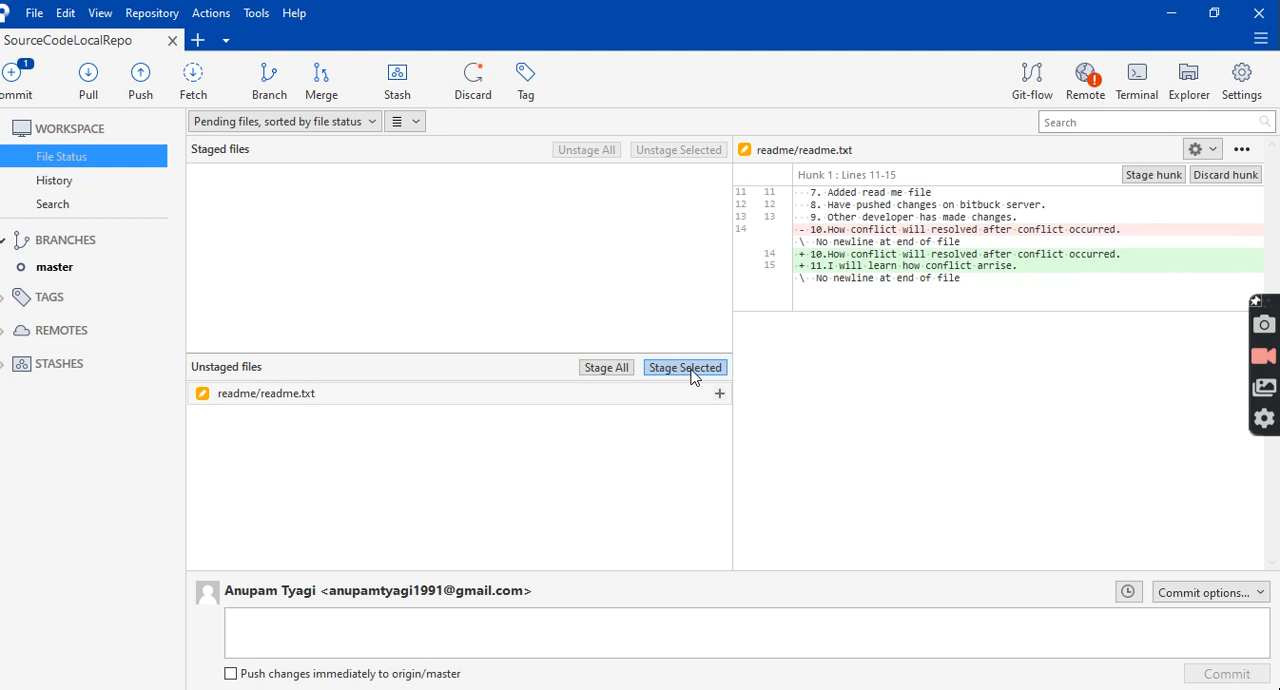 File Edit View Repository Actions Tools Help
SourceCodeLocalRepo
1
ommit Pull Push Fetch Branch Merge Stash Discard Tag Git-flow Remote Terminal Explorer Settings
WORKSPACE
File Status
History
Search
BRANCHES
master
TAGS
REMOTES
STASHES
Pending files, sorted by file status
Search
Staged files
Unstage All Unstage Selected
Unstaged files
Stage All Stage Selected
readme/readme.txt
readme/readme.txt
Hunk 1 : Lines 11-15
Stage hunk Discard hunk
11 11 7. Added read me file
12 12 8. Have pushed changes on bitbuck server.
13 13 9. Other developer has made changes.
14 - 10.How conflict will resolved after conflict occurred.
\ No newline at end of file
14 + 10.How conflict will resolved after conflict occurred.
15 + 11.I will learn how conflict arrise.
\ No newline at end of file
Anupam Tyagi <anupamtyagi1991@gmail.com>
Commit options...
Push changes immediately to origin/master
Commit